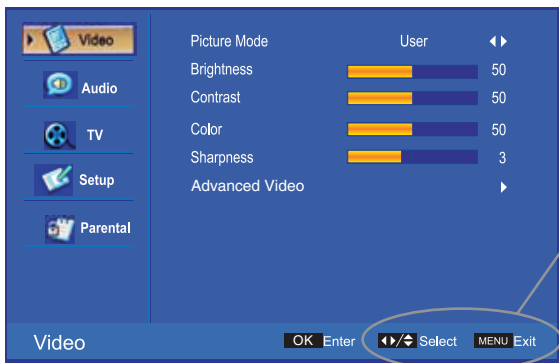 Video
Audio
TV
Setup
Parental
Picture Mode User
Brightness 50
Contrast 50
Color 50
Sharpness 3
Advanced Video
Video OK Enter Select MENU Exit